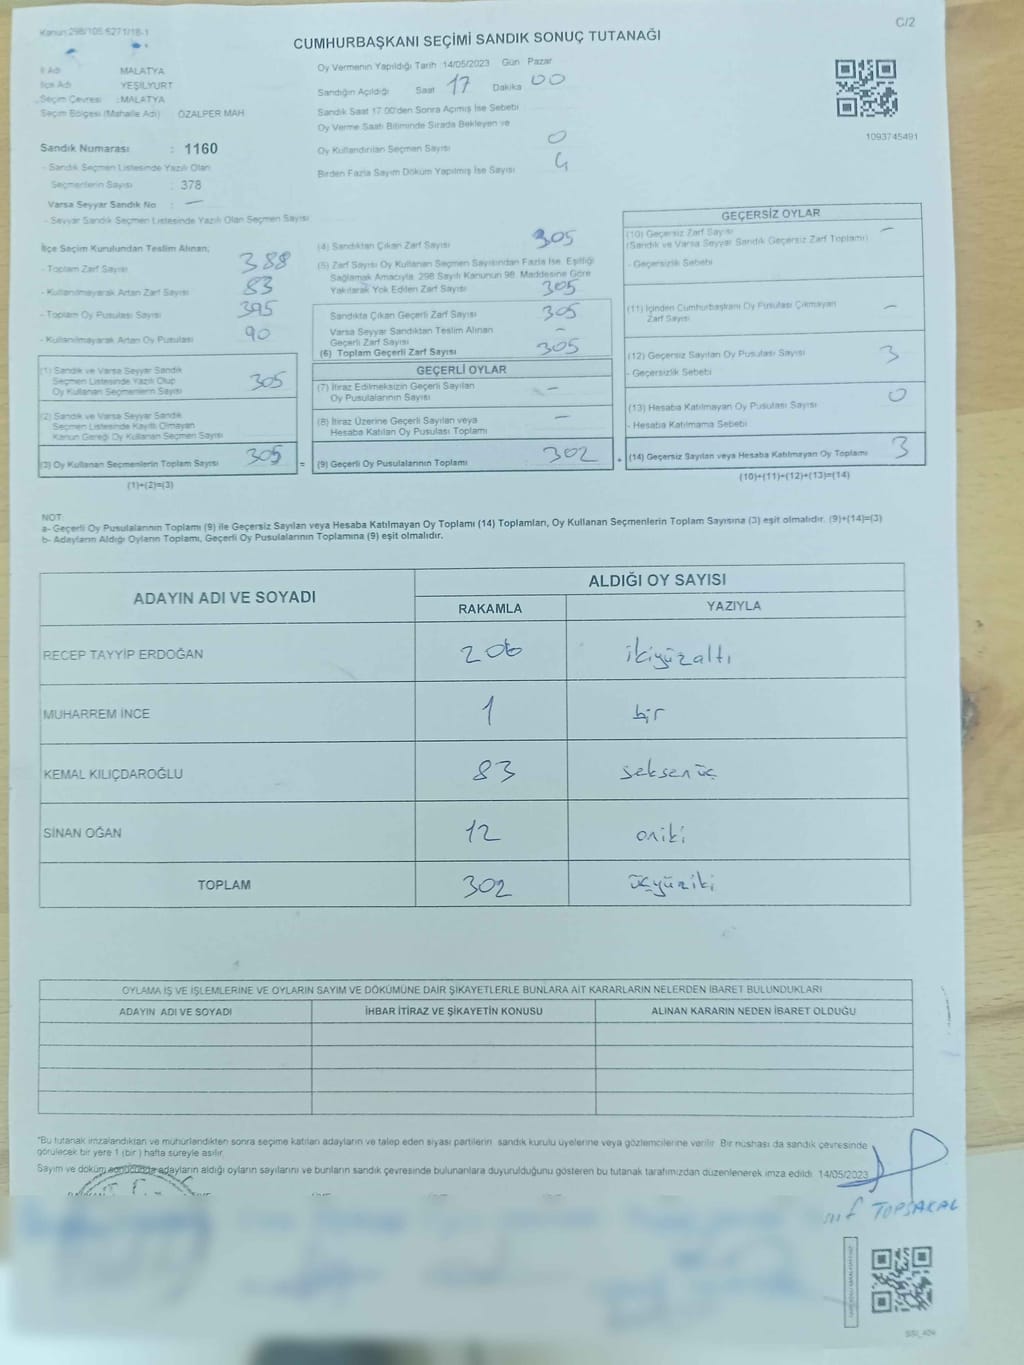 Kanun 298/105 6271/18-1
C/2
CUMHURBAŞKANI SEÇİMİ SANDIK SONUÇ TUTANAĞI
İl Adı MALATYA
İlçe Adı YEŞİLYURT
Seçim Çevresi : MALATYA
Seçim Bölgesi (Mahalle Adı) ÖZALPER MAH
Sandık Numarası : 1160
- Sandık Seçmen Listesinde Yazılı Olan
Seçmenlerin Sayısı : 378
Varsa Seyyar Sandık No : —
- Seyyar Sandık Seçmen Listesinde Yazılı Olan Seçmen Sayısı
Oy Vermenin Yapıldığı Tarih 14/05/2023 Gün Pazar
Sandığın Açıldığı Saat 17 Dakika 00
Sandık Saat 17.00'den Sonra Açılmış İse Sebebi
Oy Verme Saati Bitiminde Sırada Bekleyen ve
Oy Kullandırılan Seçmen Sayısı 0
Birden Fazla Sayım Döküm Yapılmış İse Sayısı
1093745491
İlçe Seçim Kurulundan Teslim Alınan;
- Toplam Zarf Sayısı 388
- Kullanılmayarak Artan Zarf Sayısı 83
- Toplam Oy Pusulası Sayısı 395
- Kullanılmayarak Artan Oy Pusulası 90
(1) Sandık ve Varsa Seyyar Sandık
Seçmen Listesinde Yazılı Olup
Oy Kullanan Seçmenlerin Sayısı 305
(2) Sandık ve Varsa Seyyar Sandık
Seçmen Listesinde Kayıtlı Olmayan
Kanun Gereği Oy Kullanan Seçmen Sayısı
(3) Oy Kullanan Seçmenlerin Toplam Sayısı 305
(1)+(2)=(3)
(4) Sandıktan Çıkan Zarf Sayısı 305
(5) Zarf Sayısı Oy Kullanan Seçmen Sayısından Fazla İse, Eşitliği
Sağlamak Amacıyla, 298 Sayılı Kanunun 98. Maddesine Göre
Yakılarak Yok Edilen Zarf Sayısı 305
Sandıkta Çıkan Geçerli Zarf Sayısı 305
Varsa Seyyar Sandıktan Teslim Alınan
Geçerli Zarf Sayısı —
(6) Toplam Geçerli Zarf Sayısı 305
GEÇERLİ OYLAR
(7) İtiraz Edilmeksizin Geçerli Sayılan
Oy Pusulalarının Sayısı —
(8) İtiraz Üzerine Geçerli Sayılan veya
Hesaba Katılan Oy Pusulası Toplamı —
= (9) Geçerli Oy Pusulalarının Toplamı 302
GEÇERSİZ OYLAR
(10) Geçersiz Zarf Sayısı —
(Sandık ve Varsa Seyyar Sandık Geçersiz Zarf Toplamı)
- Geçersizlik Sebebi
(11) İçinden Cumhurbaşkanı Oy Pusulası Çıkmayan
Zarf Sayısı —
(12) Geçersiz Sayılan Oy Pusulası Sayısı 3
- Geçersizlik Sebebi
(13) Hesaba Katılmayan Oy Pusulası Sayısı 0
- Hesaba Katılmama Sebebi
+ (14) Geçersiz Sayılan veya Hesaba Katılmayan Oy Toplamı 3
(10)+(11)+(12)+(13)=(14)
NOT:
a- Geçerli Oy Pusulalarının Toplamı (9) ile Geçersiz Sayılan veya Hesaba Katılmayan Oy Toplamı (14) Toplamları, Oy Kullanan Seçmenlerin Toplam Sayısına (3) eşit olmalıdır. (9)+(14)=(3)
b- Adayların Aldığı Oyların Toplamı, Geçerli Oy Pusulalarının Toplamına (9) eşit olmalıdır.
ADAYIN ADI VE SOYADI
ALDIĞI OY SAYISI
RAKAMLA YAZIYLA
RECEP TAYYİP ERDOĞAN 206 ikiyüzaltı
MUHARREM İNCE 1 bir
KEMAL KILIÇDAROĞLU 83 seksenüç
SİNAN OĞAN 12 oniki
TOPLAM 302 üçyüziki
OYLAMA İŞ VE İŞLEMLERİNE VE OYLARIN SAYIM VE DÖKÜMÜNE DAİR ŞİKAYETLERLE BUNLARA AİT KARARLARIN NELERDEN İBARET BULUNDUKLARI
ADAYIN ADI VE SOYADI İHBAR İTİRAZ VE ŞİKAYETİN KONUSU ALINAN KARARIN NEDEN İBARET OLDUĞU
"Bu tutanak imzalandıktan ve mühürlendikten sonra seçime katılan adayların ve talep eden siyasi partilerin sandık kurulu üyelerine veya gözlemcilerine verilir. Bir nüshası da sandık çevresinde
görülecek bir yere 1 (bir) hafta süreyle asılır.
Sayım ve döküm sonucunda adayların aldığı oyların sayılarını ve bunların sandık çevresinde bulunanlara duyurulduğunu gösteren bu tutanak tarafımızdan düzenlenerek imza edildi. 14/05/2023
TOPSAKAL